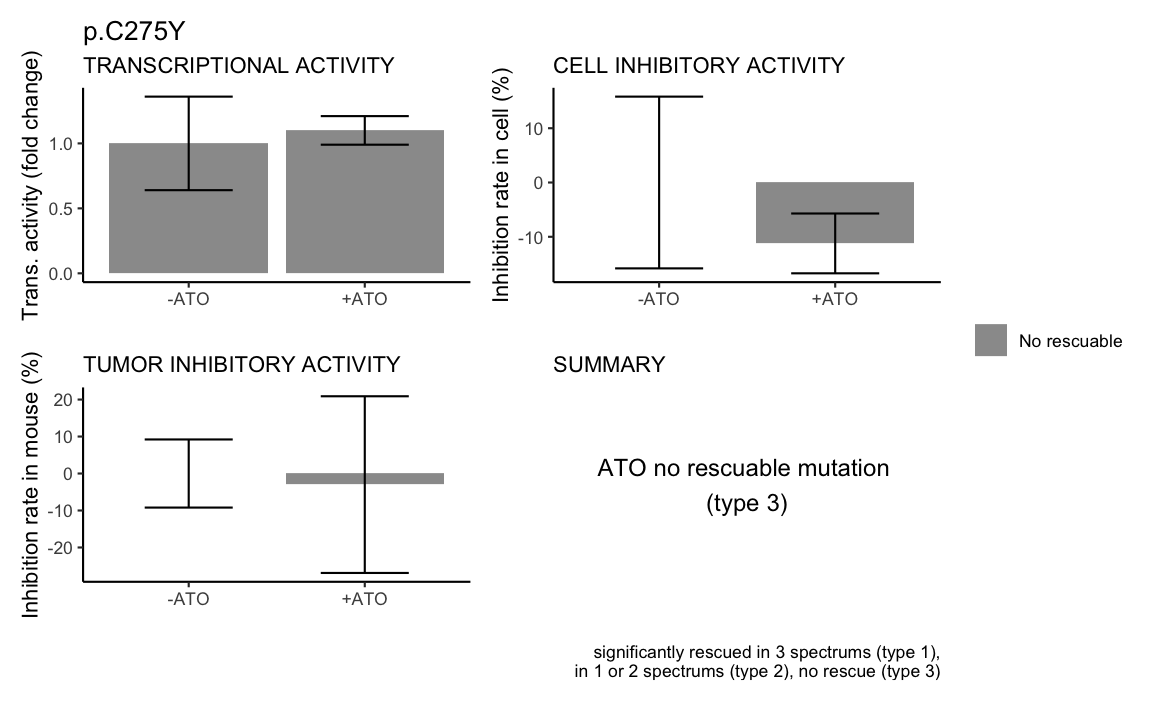 p.C275Y
TRANSCRIPTIONAL ACTIVITY
Trans. activity (fold change)
1.0
0.5
0.0
-ATO
+ATO
CELL INHIBITORY ACTIVITY
Inhibition rate in cell (%)
10
0
-10
-ATO
+ATO
No rescuable
TUMOR INHIBITORY ACTIVITY
Inhibition rate in mouse (%)
20
10
0
-10
-20
-ATO
+ATO
SUMMARY
ATO no rescuable mutation
(type 3)
significantly rescued in 3 spectrums (type 1),
in 1 or 2 spectrums (type 2), no rescue (type 3)